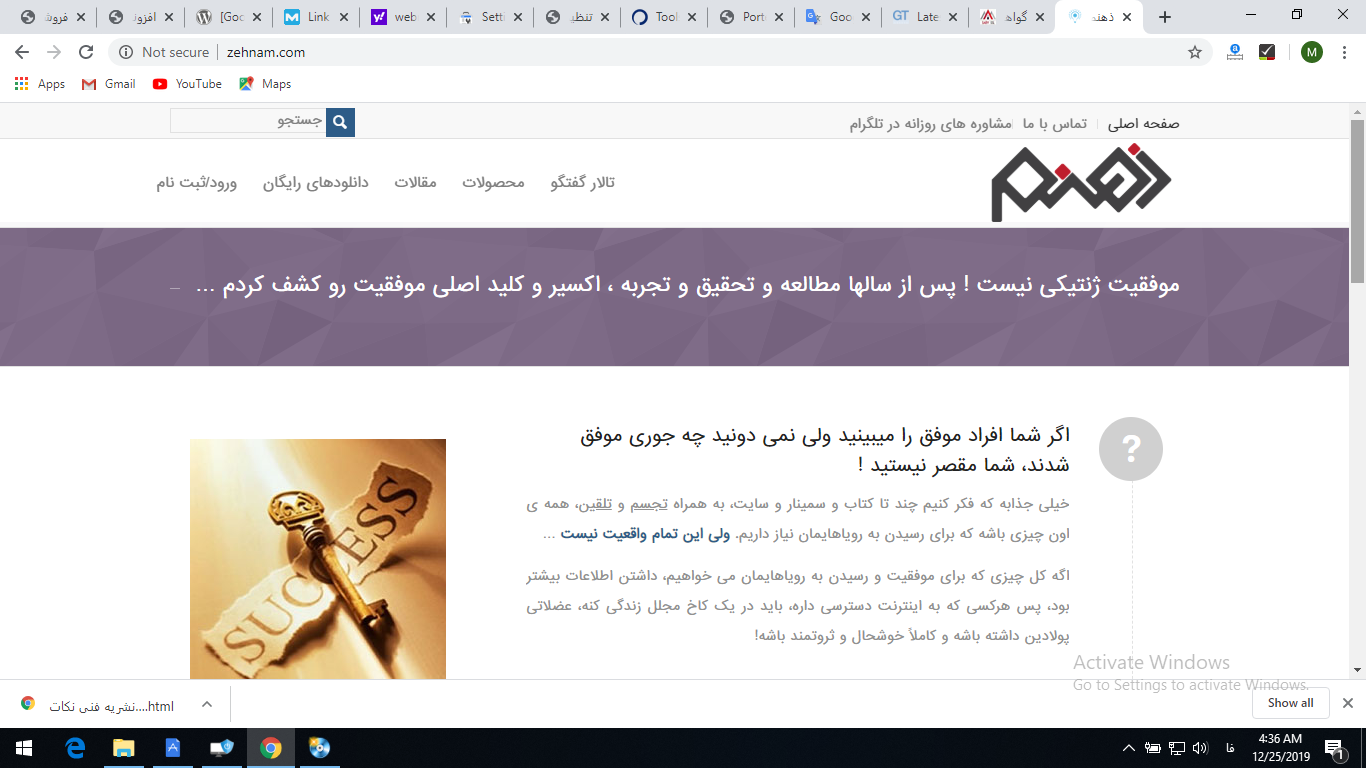 فروش
افزون
[Goo
Link
web
Setti
تنظی
Tool
Porte
Goo
Late
گواه
ذهنم
Not secure
zehnam.com
M
Apps
Gmail
YouTube
Maps
صفحه اصلی
تماس با ما
مشاوره های روزانه در تلگرام
جستجو
ذهنم
تالار گفتگو
محصولات
مقالات
دانلودهای رایگان
ورود/ثبت نام
موفقیت ژنتیکی نیست ! پس از سالها مطالعه و تحقیق و تجربه ، اکسیر و کلید اصلی موفقیت رو کشف کردم ... _
?
اگر شما افراد موفق را میبینید ولی نمی دونید چه جوری موفق
شدند، شما مقصر نیستید !
خیلی جذابه که فکر کنیم چند تا کتاب و سمینار و سایت، به همراه تجسم و تلقین، همه ی
اون چیزی باشه که برای رسیدن به رویاهایمان نیاز داریم. ولی این تمام واقعیت نیست ...
اگه کل چیزی که برای موفقیت و رسیدن به رویاهایمان می خواهیم، داشتن اطلاعات بیشتر
بود، پس هرکسی که به اینترنت دسترسی داره، باید در یک کاخ مجلل زندگی کنه، عضلاتی
پولادین داشته باشه و کاملاً خوشحال و ثروتمند باشه!
SUCCESS
Activate Windows
Go to Settings to activate Windows.
نشریه فنی نکات....html
Show all
فا
4:36 AM
12/25/2019
1